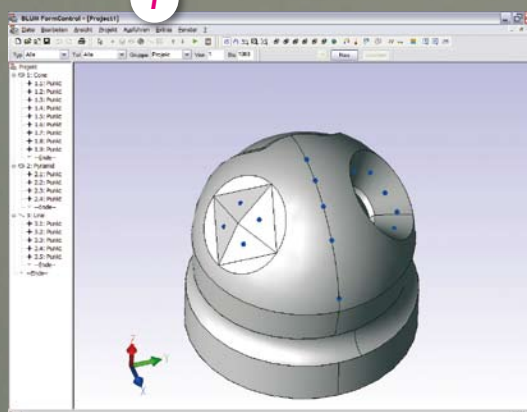 1
BLUM FormControl - [Project1]
Datei Bearbeiten Ansicht Projekt Ausführen Extras Fenster ?
Typ Alle Tol Alle Gruppe Projekt Von 1 Bis 1000 Neu
Projekt
1: Cone
1.1: Punkt
1.2: Punkt
1.3: Punkt
1.4: Punkt
1.5: Punkt
1.6: Punkt
1.7: Punkt
1.8: Punkt
1.9: Punkt
--Ende--
2: Pyramid
2.1: Punkt
2.2: Punkt
2.3: Punkt
2.4: Punkt
--Ende--
3: Line
3.1: Punkt
3.2: Punkt
3.3: Punkt
3.4: Punkt
3.5: Punkt
--Ende--
--Ende--
Z
Y
X